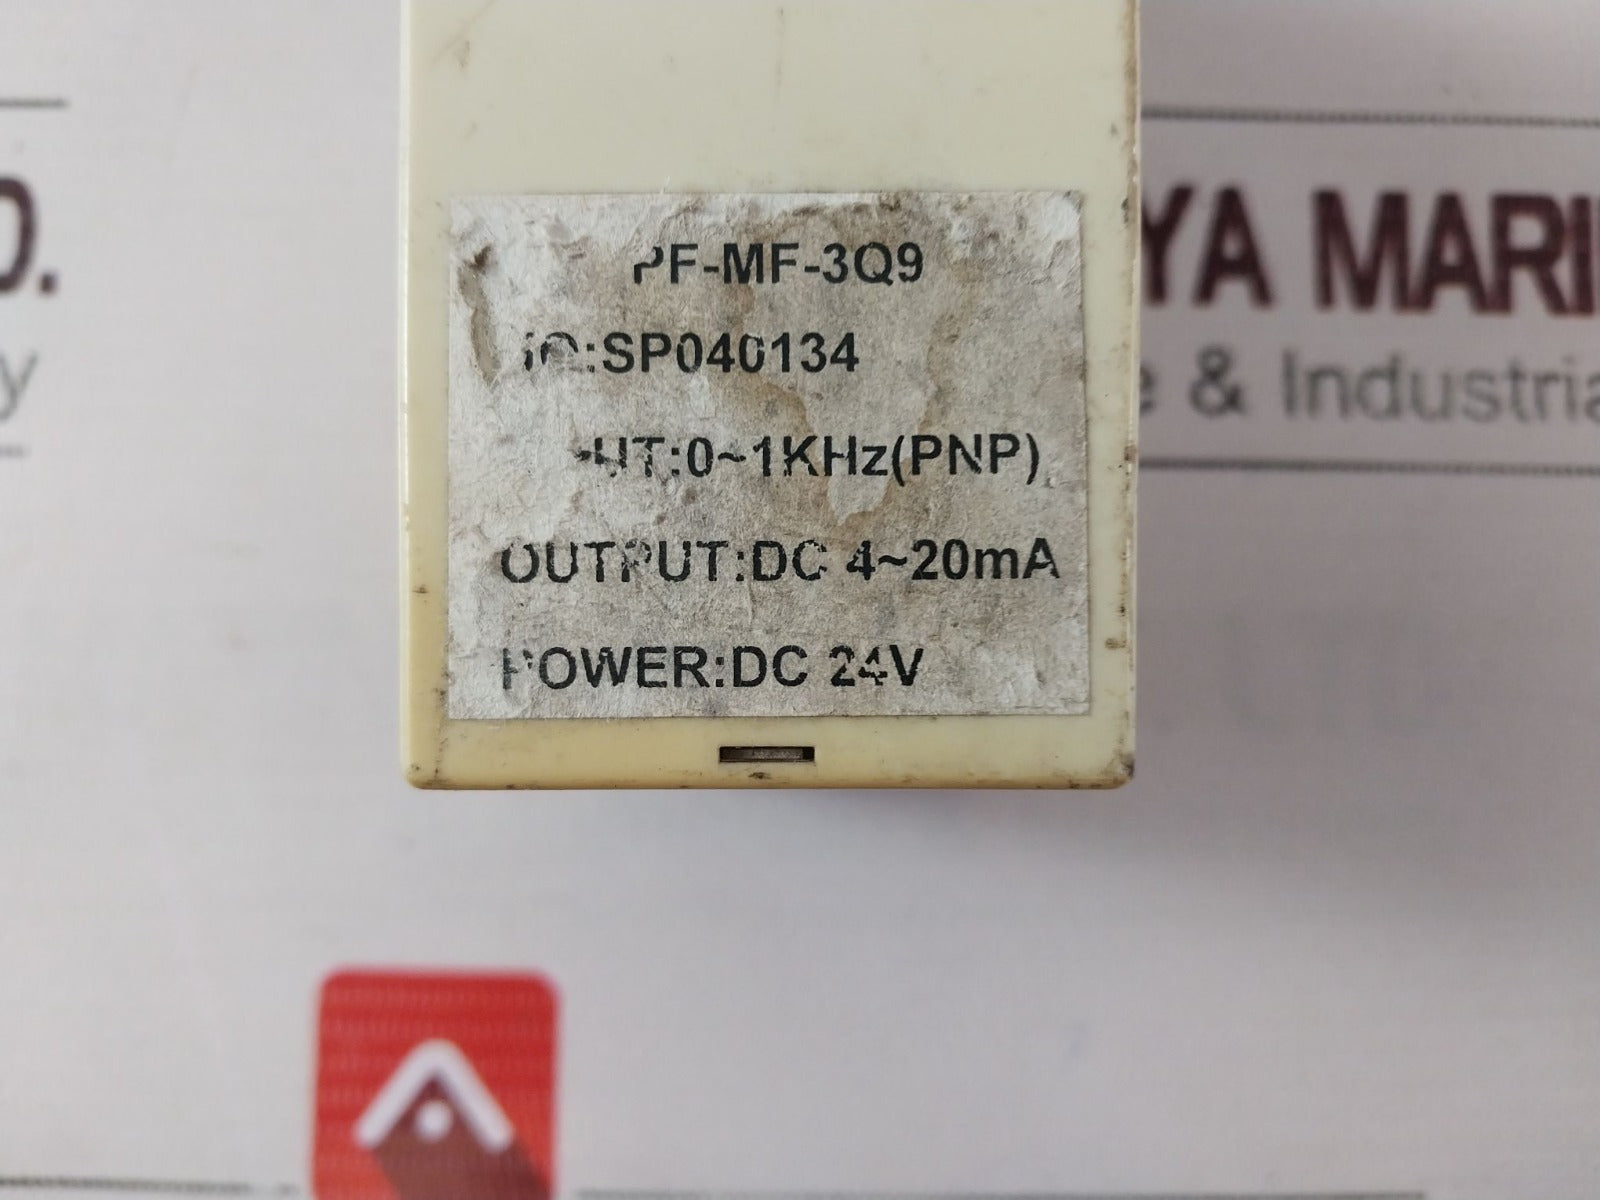 PF-MF-3Q9
:SP040134
:0~1KHz(PNP)
OUTPUT:DC 4~20mA
POWER:DC 24V
YA MARI
& Industria